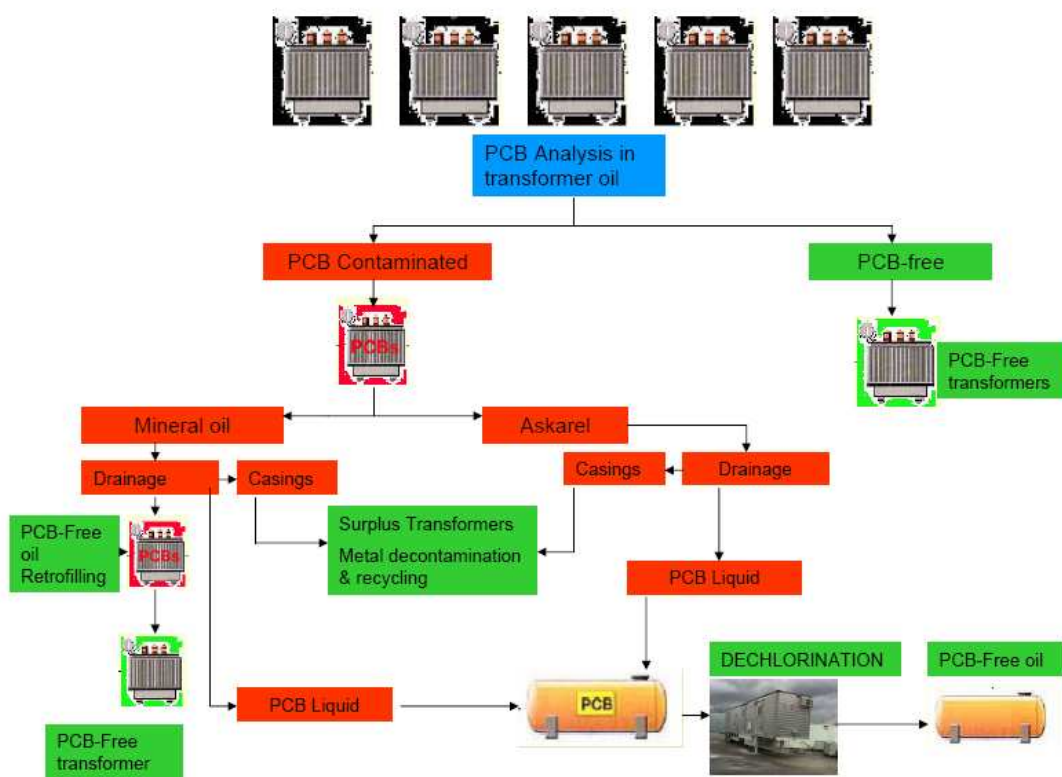 PCB Analysis in
transformer oil
PCB Contaminated
PCB-free
PCBs
PCB-Free
transformers
Mineral oil
Askarel
Drainage
Casings
Casings
Drainage
PCB-Free
oil
Retrofilling
PCBs
Surplus Transformers
Metal decontamination
& recycling
PCB Liquid
DECHLORINATION
PCB-Free oil
PCB Liquid
PCB
PCB-Free
transformer